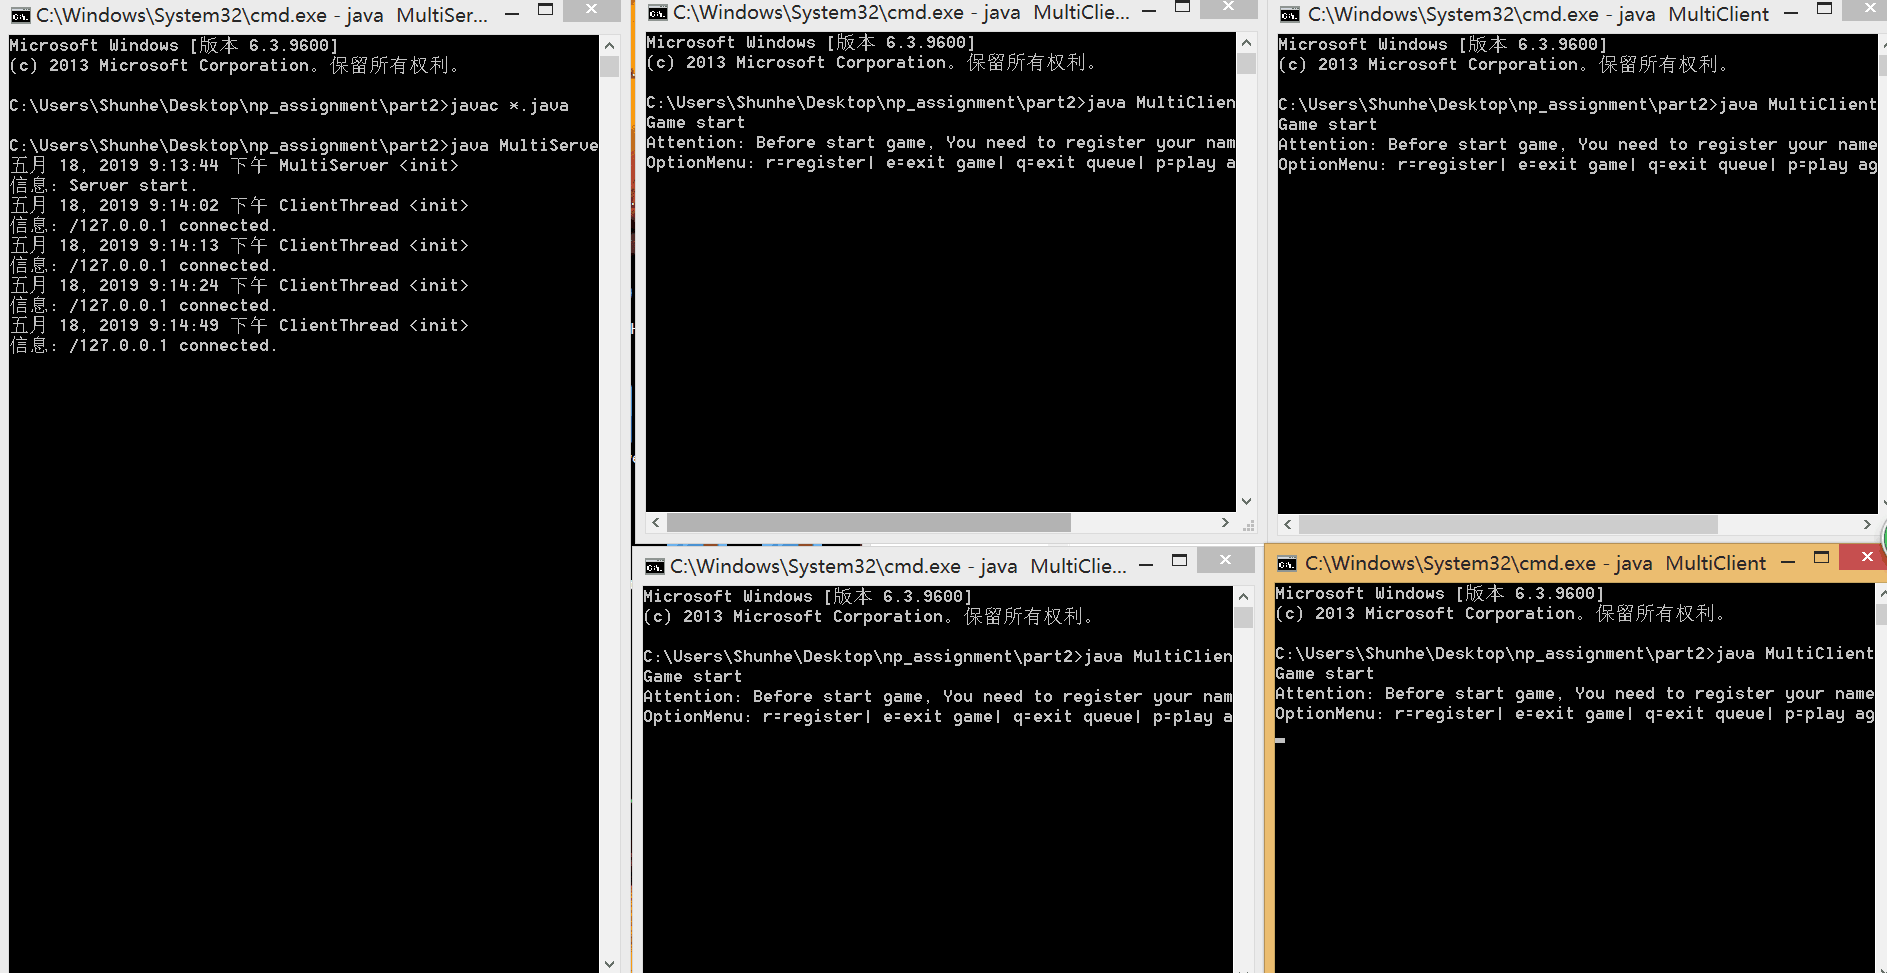 C:\Windows\System32\cmd.exe - java  MultiSer...
Microsoft Windows [版本 6.3.9600]
(c) 2013 Microsoft Corporation。保留所有权利。
C:\Users\Shunhe\Desktop\np_assignment\part2>javac *.java
C:\Users\Shunhe\Desktop\np_assignment\part2>java MultiServe
五月 18, 2019 9:13:44 下午 MultiServer <init>
信息: Server start.
五月 18, 2019 9:14:02 下午 ClientThread <init>
信息: /127.0.0.1 connected.
五月 18, 2019 9:14:13 下午 ClientThread <init>
信息: /127.0.0.1 connected.
五月 18, 2019 9:14:24 下午 ClientThread <init>
信息: /127.0.0.1 connected.
五月 18, 2019 9:14:49 下午 ClientThread <init>
信息: /127.0.0.1 connected.
C:\Windows\System32\cmd.exe - java  MultiClie...
Microsoft Windows [版本 6.3.9600]
(c) 2013 Microsoft Corporation。保留所有权利。
C:\Users\Shunhe\Desktop\np_assignment\part2>java MultiClien
Game start
Attention: Before start game, You need to register your nam
OptionMenu: r=register| e=exit game| q=exit queue| p=play a
C:\Windows\System32\cmd.exe - java  MultiClient
Microsoft Windows [版本 6.3.9600]
(c) 2013 Microsoft Corporation。保留所有权利。
C:\Users\Shunhe\Desktop\np_assignment\part2>java MultiClient
Game start
Attention: Before start game, You need to register your name
OptionMenu: r=register| e=exit game| q=exit queue| p=play ag
C:\Windows\System32\cmd.exe - java  MultiClie...
Microsoft Windows [版本 6.3.9600]
(c) 2013 Microsoft Corporation。保留所有权利。
C:\Users\Shunhe\Desktop\np_assignment\part2>java MultiClien
Game start
Attention: Before start game, You need to register your nam
OptionMenu: r=register| e=exit game| q=exit queue| p=play a
C:\Windows\System32\cmd.exe - java  MultiClient
Microsoft Windows [版本 6.3.9600]
(c) 2013 Microsoft Corporation。保留所有权利。
C:\Users\Shunhe\Desktop\np_assignment\part2>java MultiClient
Game start
Attention: Before start game, You need to register your name
OptionMenu: r=register| e=exit game| q=exit queue| p=play ag